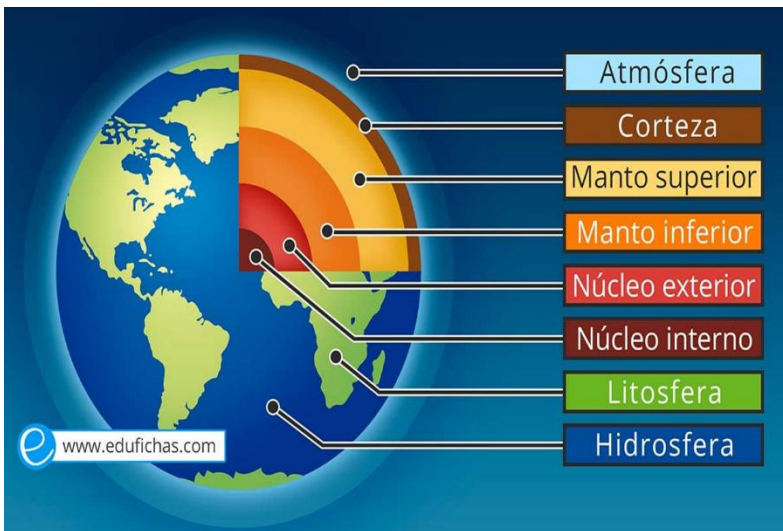 Atmósfera
Corteza
Manto superior
Manto inferior
Núcleo exterior
Núcleo interno
Litosfera
Hidrosfera
e www.edufichas.com